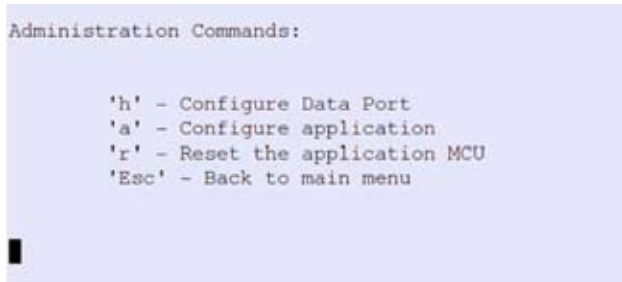 Administration Commands:
'h' - Configure Data Port
'a' - Configure application
'r' - Reset the application MCU
'Esc' - Back to main menu